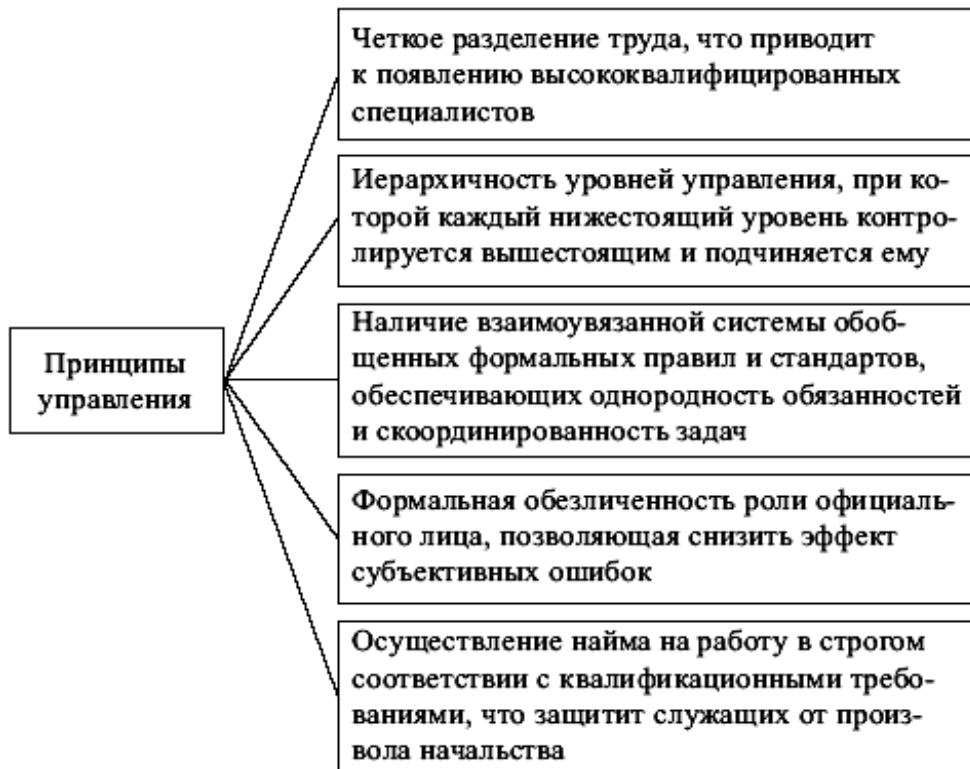 Принципы
управления
Четкое разделение труда, что приводит
к появлению высококвалифицированных
специалистов
Иерархичность уровней управления, при ко-
торой каждый нижестоящий уровень контро-
лируется вышестоящим и подчиняется ему
Наличие взаимоувязанной системы обоб-
щенных формальных правил и стандартов,
обеспечивающих однородность обязанностей
и скоординированность задач
Формальная обезличенность роли официаль-
ного лица, позволяющая снизить эффект
субъективных ошибок
Осуществление найма на работу в строгом
соответствии с квалификационными требо-
ваниями, что защитит служащих от произ-
вола начальства